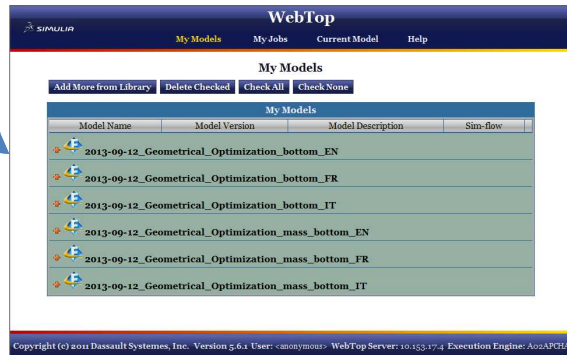 WebTop
SIMULIA
My Models My Jobs Current Model Help
My Models
Add More from Library Delete Checked Check All Check None
My Models
Model Name Model Version Model Description Sim-flow
2013-09-12_Geometrical_Optimization_bottom_EN
2013-09-12_Geometrical_Optimization_bottom_FR
2013-09-12_Geometrical_Optimization_bottom_IT
2013-09-12_Geometrical_Optimization_mass_bottom_EN
2013-09-12_Geometrical_Optimization_mass_bottom_FR
2013-09-12_Geometrical_Optimization_mass_bottom_IT
Copyright (c) 2011 Dassault Systemes, Inc. Version 5.6.1 User: <anonymous> WebTop Server: 10.153.17.4 Execution Engine: